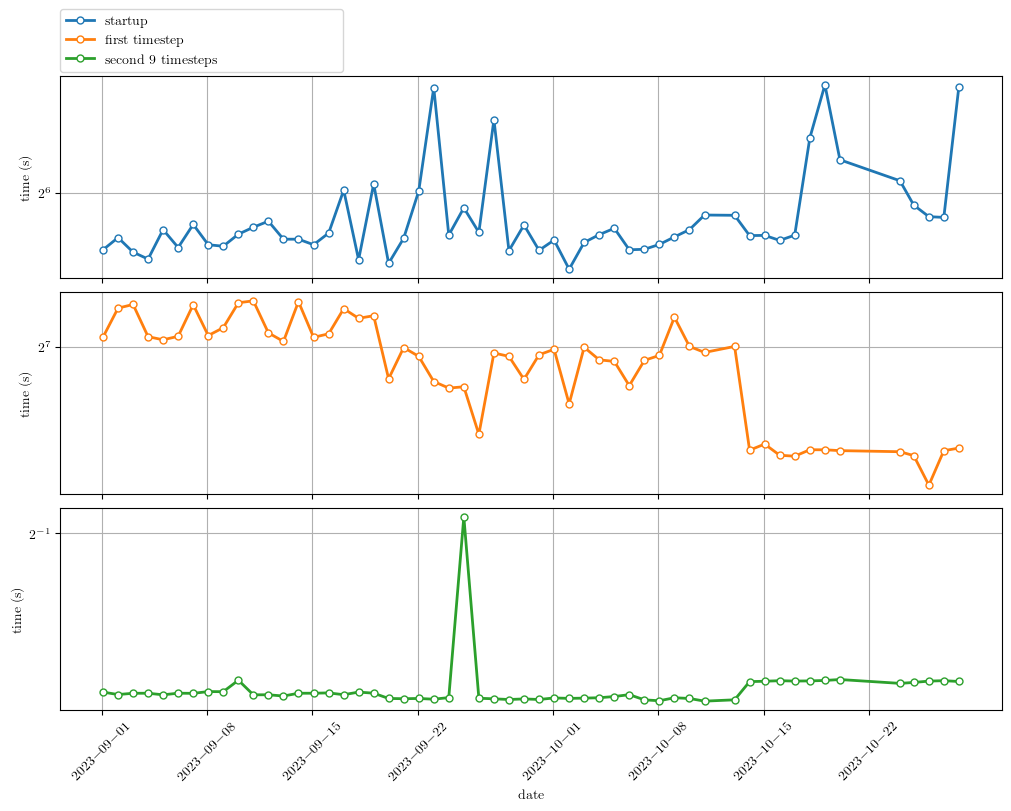 startup
first timestep
second 9 timesteps
time (s)
2^6
time (s)
2^7
time (s)
2^−1
2023−09−01
2023−09−08
2023−09−15
2023−09−22
2023−10−01
2023−10−08
2023−10−15
2023−10−22
date